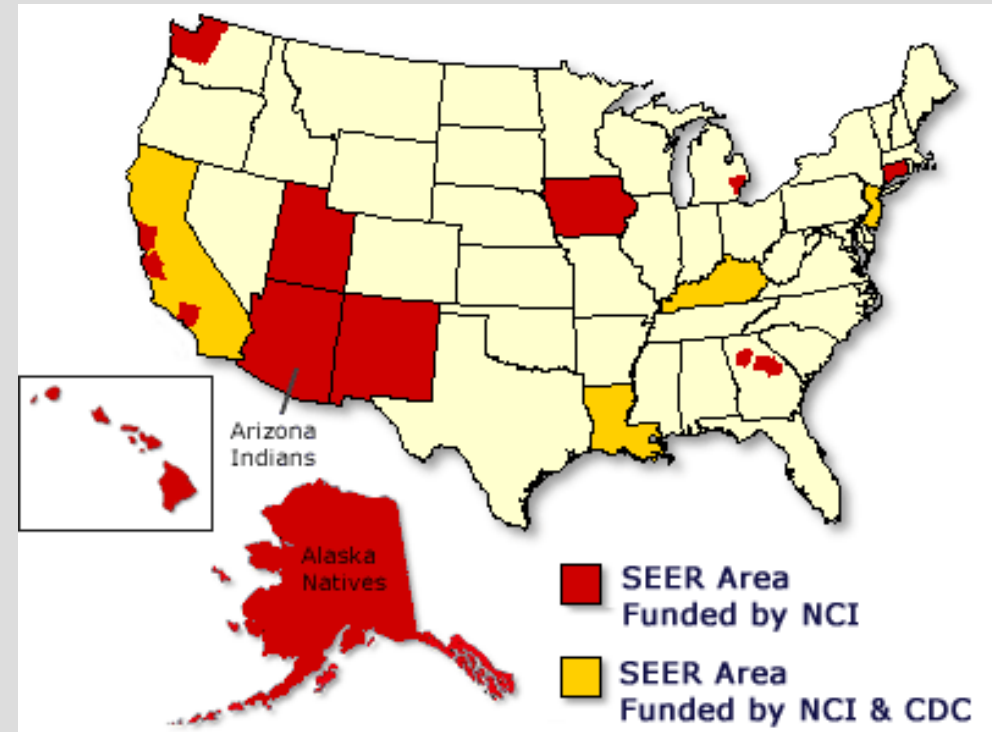 Arizona
Indians
Alaska
Natives
SEER Area
Funded by NCI
SEER Area
Funded by NCI & CDC